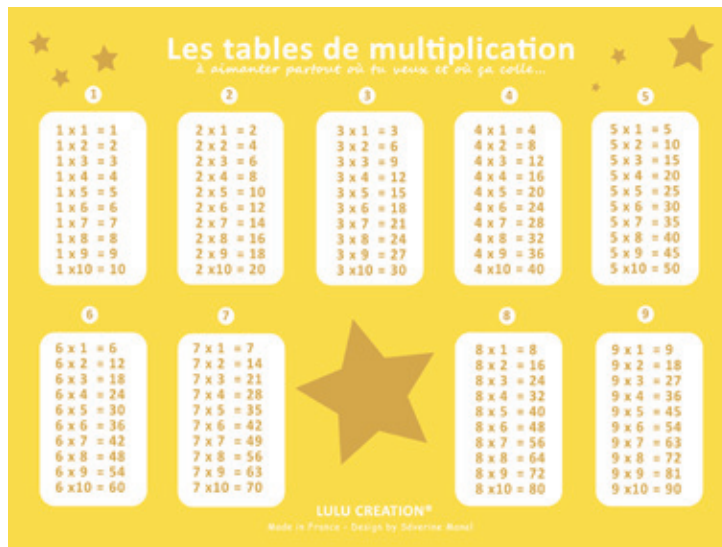 Les tables de multiplication
à aimanter partout où tu veux et où ça colle...
1
1 x 1 = 1
1 x 2 = 2
1 x 3 = 3
1 x 4 = 4
1 x 5 = 5
1 x 6 = 6
1 x 7 = 7
1 x 8 = 8
1 x 9 = 9
1 x10 = 10
2
2 x 1 = 2
2 x 2 = 4
2 x 3 = 6
2 x 4 = 8
2 x 5 = 10
2 x 6 = 12
2 x 7 = 14
2 x 8 = 16
2 x 9 = 18
2 x10 = 20
3
3 x 1 = 3
3 x 2 = 6
3 x 3 = 9
3 x 4 = 12
3 x 5 = 15
3 x 6 = 18
3 x 7 = 21
3 x 8 = 24
3 x 9 = 27
3 x10 = 30
4
4 x 1 = 4
4 x 2 = 8
4 x 3 = 12
4 x 4 = 16
4 x 5 = 20
4 x 6 = 24
4 x 7 = 28
4 x 8 = 32
4 x 9 = 36
4 x10 = 40
5
5 x 1 = 5
5 x 2 = 10
5 x 3 = 15
5 x 4 = 20
5 x 5 = 25
5 x 6 = 30
5 x 7 = 35
5 x 8 = 40
5 x 9 = 45
5 x10 = 50
6
6 x 1 = 6
6 x 2 = 12
6 x 3 = 18
6 x 4 = 24
6 x 5 = 30
6 x 6 = 36
6 x 7 = 42
6 x 8 = 48
6 x 9 = 54
6 x10 = 60
7
7 x 1 = 7
7 x 2 = 14
7 x 3 = 21
7 x 4 = 28
7 x 5 = 35
7 x 6 = 42
7 x 7 = 49
7 x 8 = 56
7 x 9 = 63
7 x10 = 70
8
8 x 1 = 8
8 x 2 = 16
8 x 3 = 24
8 x 4 = 32
8 x 5 = 40
8 x 6 = 48
8 x 7 = 56
8 x 8 = 64
8 x 9 = 72
8 x10 = 80
9
9 x 1 = 9
9 x 2 = 18
9 x 3 = 27
9 x 4 = 36
9 x 5 = 45
9 x 6 = 54
9 x 7 = 63
9 x 8 = 72
9 x 9 = 81
9 x10 = 90
LULU CREATION®
Made in France - Design by Séverine